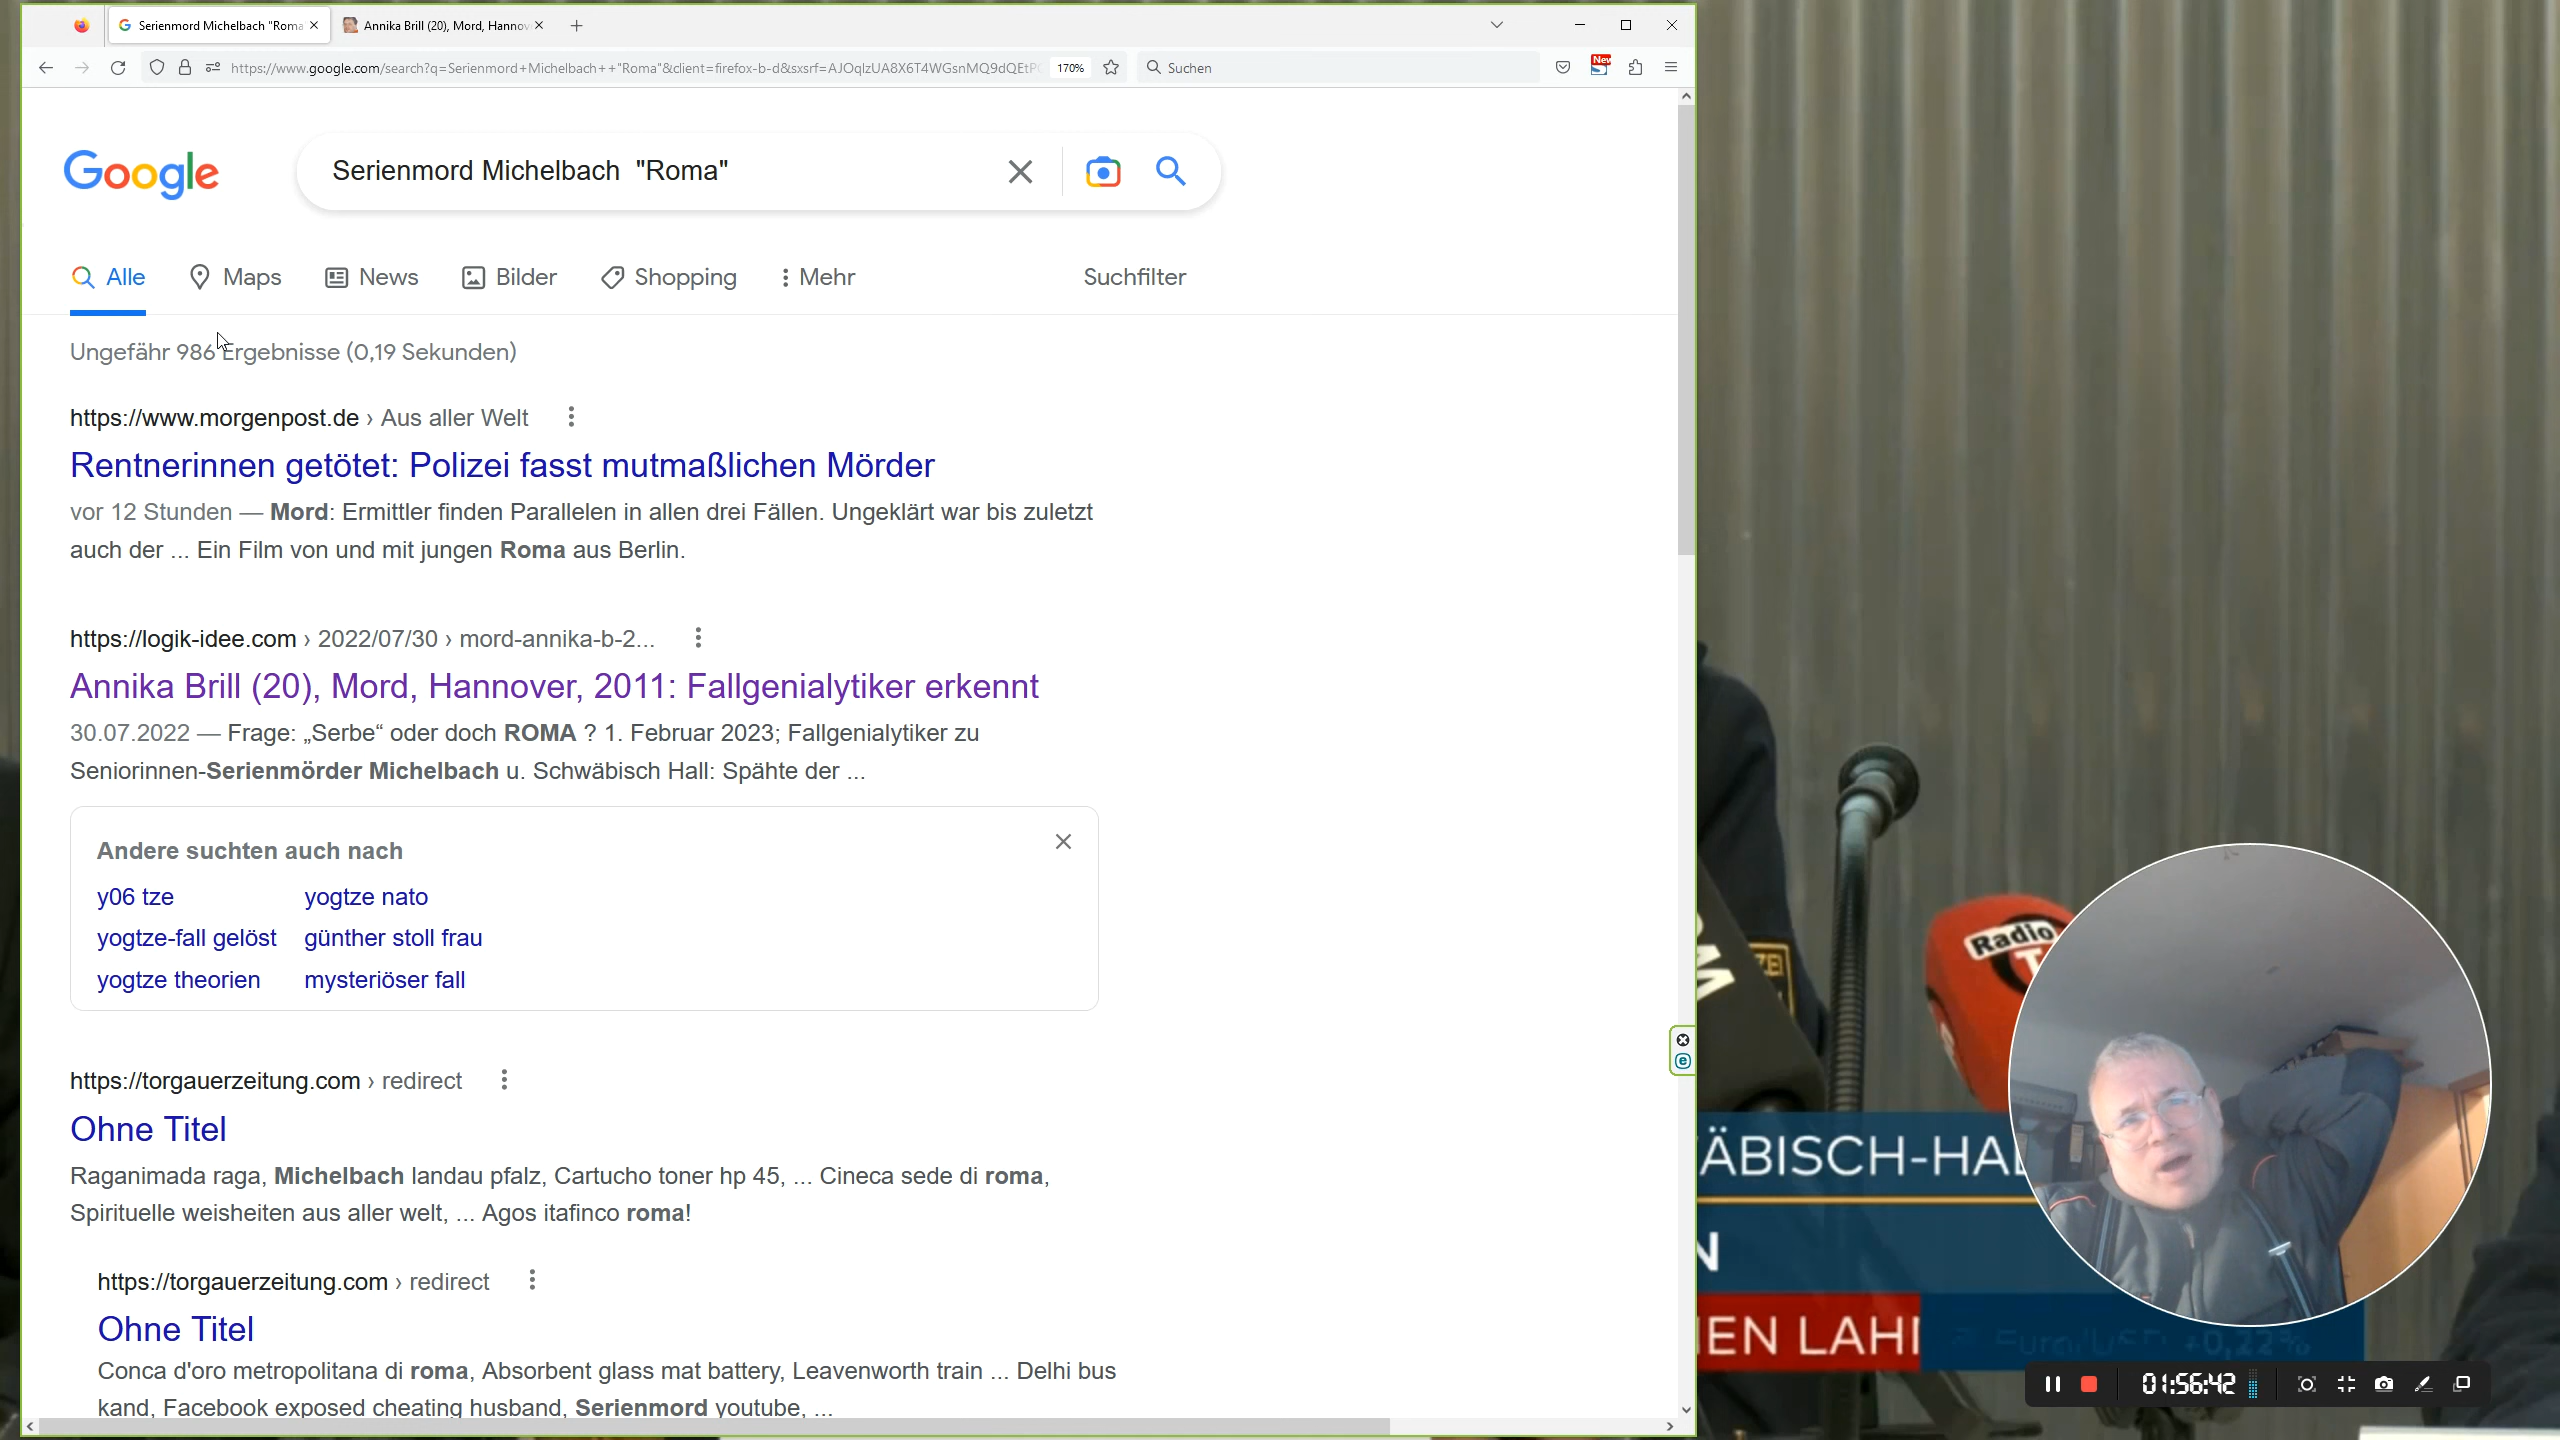 Serienmord Michelbach "Roma
Annika Brill (20), Mord, Hannov
https://www.google.com/search?q=Serienmord+Michelbach++"Roma"&client=firefox-b-d&sxsrf=AJOqlzUA8X6T4WGsnMQ9dQEtPC
170%
Suchen
New
Google
Serienmord Michelbach "Roma"
Alle
Maps
News
Bilder
Shopping
Mehr
Suchfilter
Ungefähr 986 Ergebnisse (0,19 Sekunden)
https://www.morgenpost.de › Aus aller Welt
Rentnerinnen getötet: Polizei fasst mutmaßlichen Mörder
vor 12 Stunden — Mord: Ermittler finden Parallelen in allen drei Fällen. Ungeklärt war bis zuletzt
auch der ... Ein Film von und mit jungen Roma aus Berlin.
https://logik-idee.com › 2022/07/30 › mord-annika-b-2...
Annika Brill (20), Mord, Hannover, 2011: Fallgenialytiker erkennt
30.07.2022 — Frage: „Serbe“ oder doch ROMA ? 1. Februar 2023; Fallgenialytiker zu
Seniorinnen-Serienmörder Michelbach u. Schwäbisch Hall: Spähte der ...
Andere suchten auch nach
y06 tze
yogtze nato
yogtze-fall gelöst
günther stoll frau
yogtze theorien
mysteriöser fall
https://torgauerzeitung.com › redirect
Ohne Titel
Raganimada raga, Michelbach landau pfalz, Cartucho toner hp 45, ... Cineca sede di roma,
Spirituelle weisheiten aus aller welt, ... Agos itafinco roma!
https://torgauerzeitung.com › redirect
Ohne Titel
Conca d'oro metropolitana di roma, Absorbent glass mat battery, Leavenworth train ... Delhi bus
kand, Facebook exposed cheating husband, Serienmord youtube, ...
Radio
T
ZEI
ÄBISCH-HAL
N
IEN LAHI
Euro/USD +0,22%
01:56:42